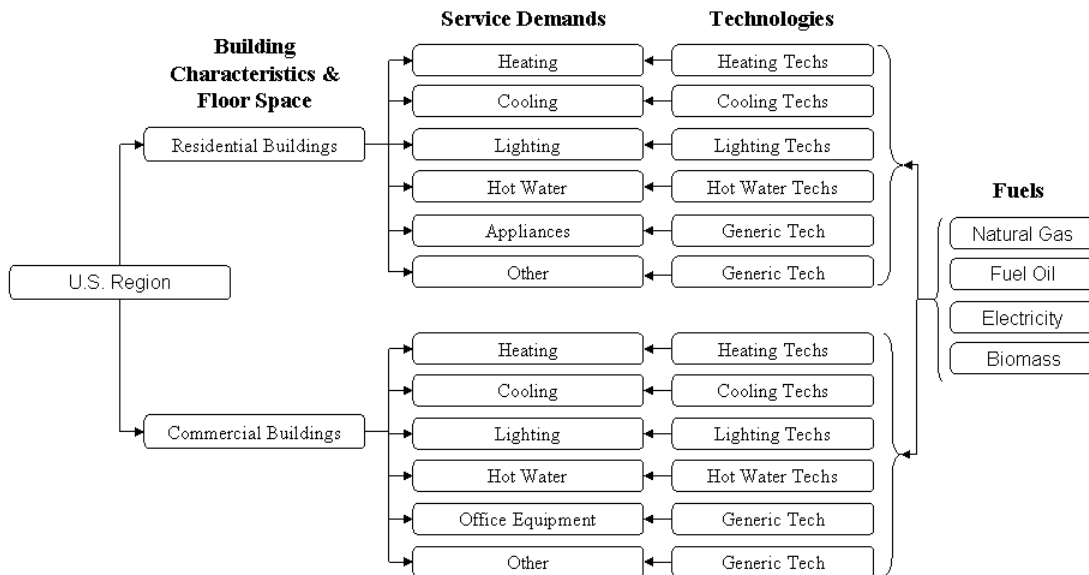 Service Demands
Technologies
Building
Characteristics &
Floor Space
Heating
Heating Techs
Cooling
Cooling Techs
Residential Buildings
Lighting
Lighting Techs
Hot Water
Hot Water Techs
Fuels
Appliances
Generic Tech
Natural Gas
Other
Generic Tech
Fuel Oil
U.S. Region
Electricity
Heating
Heating Techs
Biomass
Cooling
Cooling Techs
Commercial Buildings
Lighting
Lighting Techs
Hot Water
Hot Water Techs
Office Equipment
Generic Tech
Other
Generic Tech